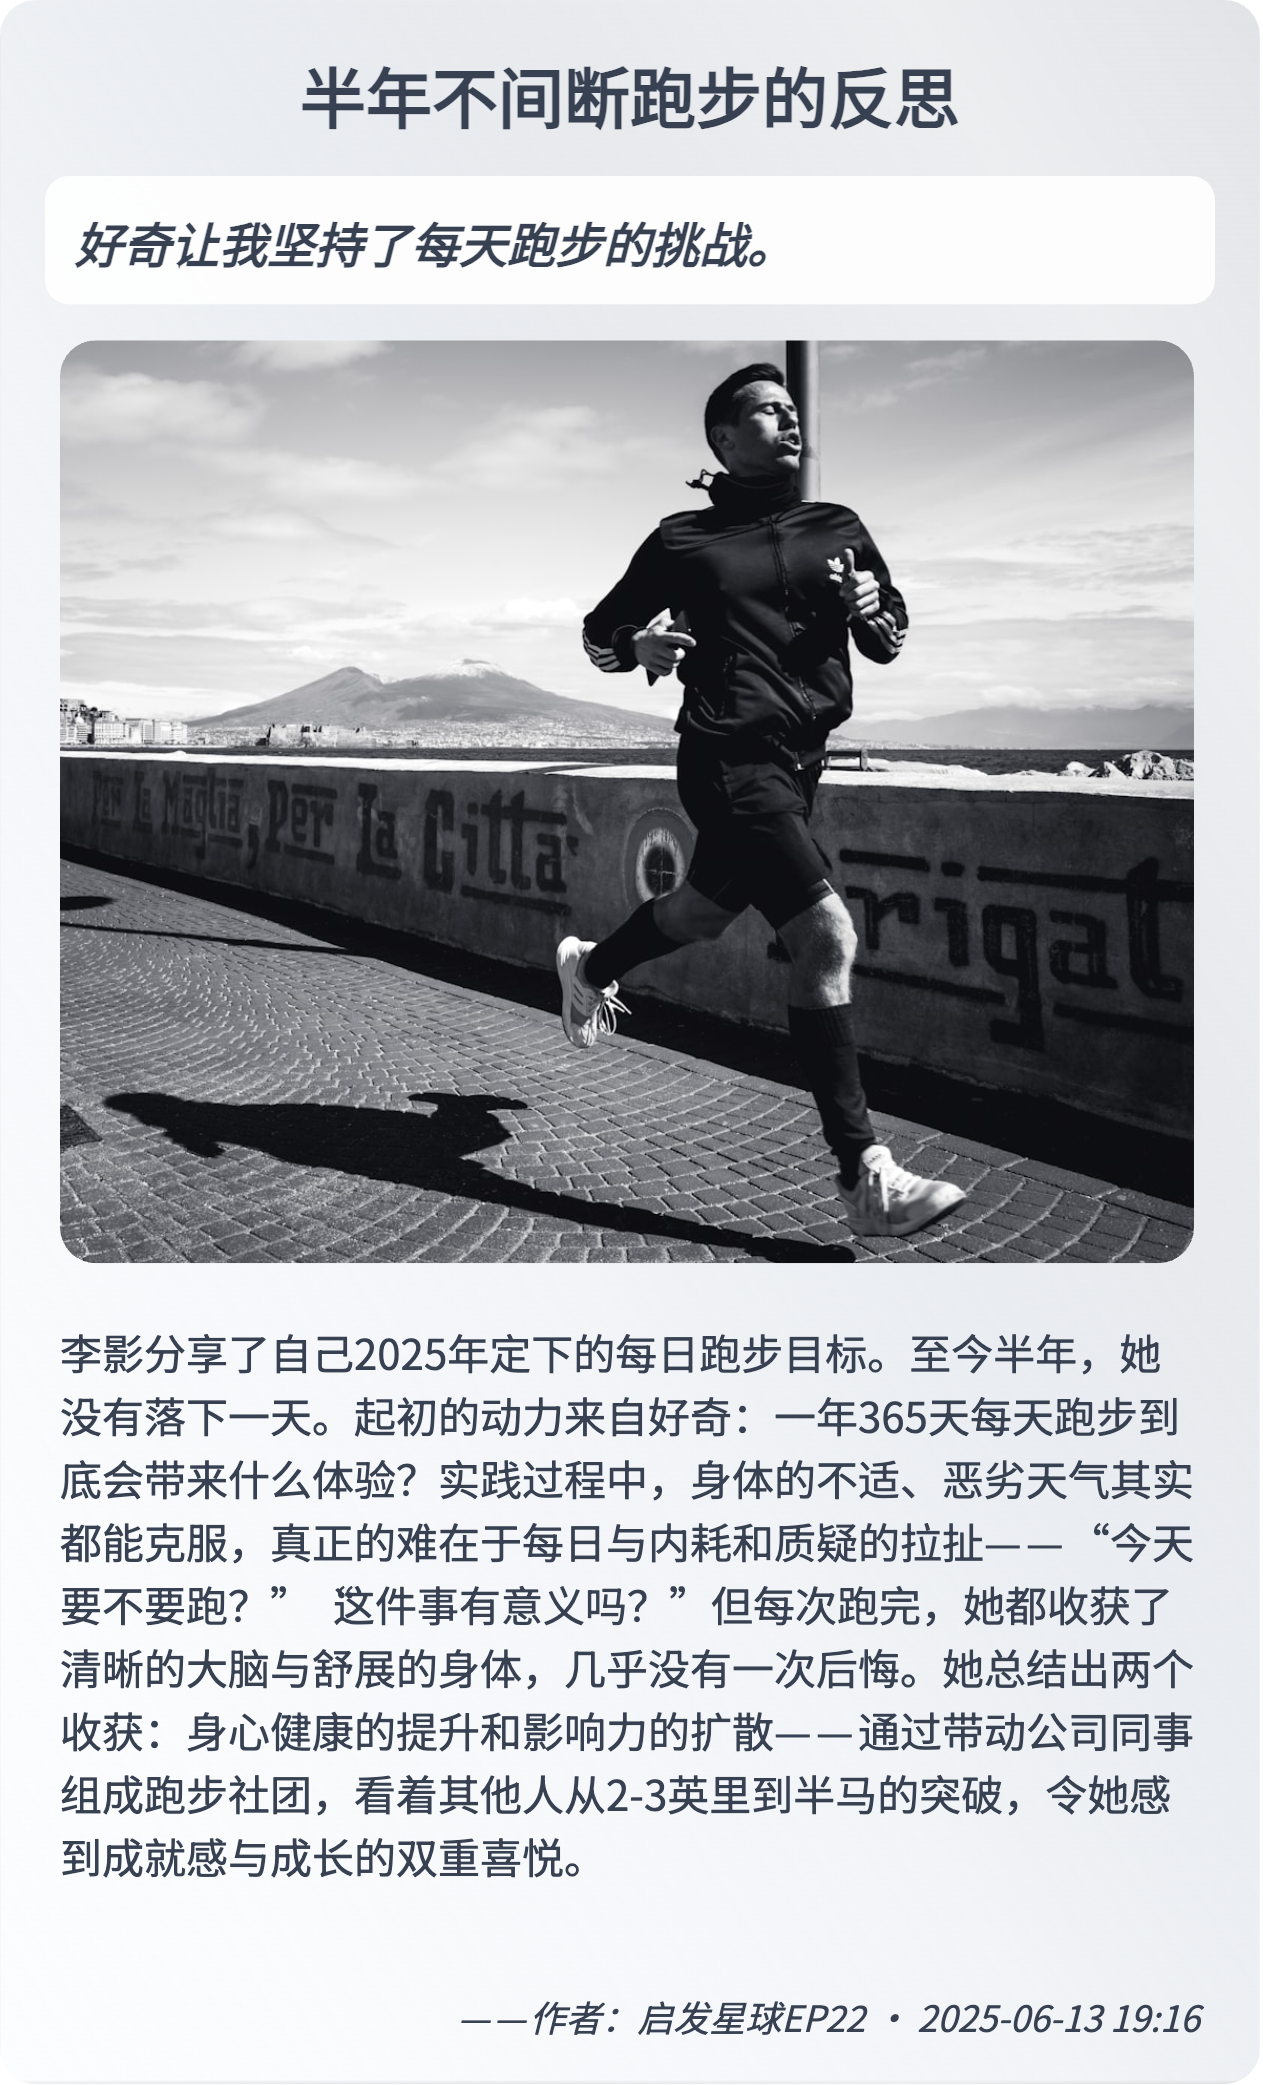 半年不间断跑步的反思
好奇让我坚持了每天跑步的挑战。
Per La Maglia, Per La Citta'
rigat
李影分享了自己2025年定下的每日跑步目标。至今半年，她
没有落下一天。起初的动力来自好奇：一年365天每天跑步到
底会带来什么体验？实践过程中，身体的不适、恶劣天气其实
都能克服，真正的难在于每日与内耗和质疑的拉扯——“今天
要不要跑？”“这件事有意义吗？”但每次跑完，她都收获了
清晰的大脑与舒展的身体，几乎没有一次后悔。她总结出两个
收获：身心健康的提升和影响力的扩散——通过带动公司同事
组成跑步社团，看着其他人从2-3英里到半马的突破，令她感
到成就感与成长的双重喜悦。
——作者：启发星球EP22 · 2025-06-13 19:16